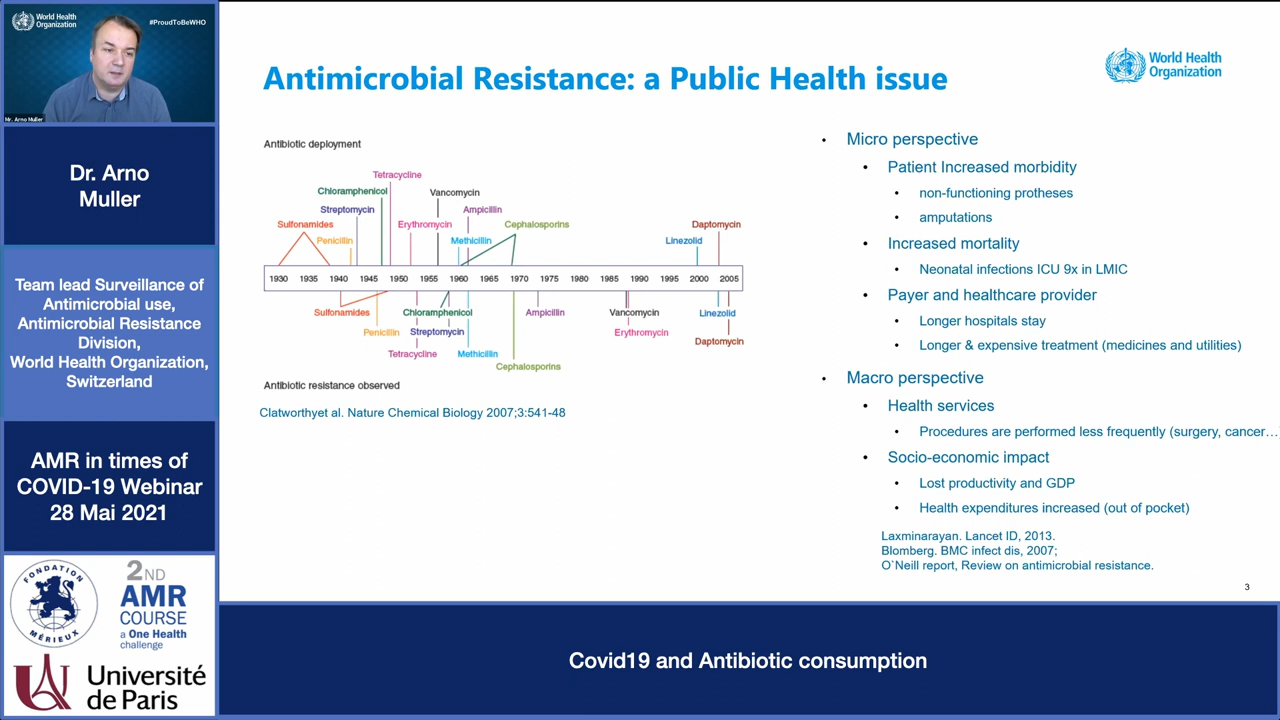 World Health
Organization
#ProudToBeWHO
Mr. Arno Muller
Dr. Arno
Muller
Team lead Surveillance of
Antimicrobial use,
Antimicrobial Resistance
Division,
World Health Organization,
Switzerland
AMR in times of
COVID-19 Webinar
28 Mai 2021
FONDATION
MÉRIEUX
2ND
AMR
COURSE
a One Health
challenge
Université
de Paris
Antimicrobial Resistance: a Public Health issue
World Health
Organization
Antibiotic deployment
Tetracycline
Chloramphenicol
Vancomycin
Streptomycin
Ampicillin
Sulfonamides
Erythromycin
Cephalosporins
Daptomycin
Penicillin
Methicillin
Linezolid
1930 1935 1940 1945 1950 1955 1960 1965 1970 1975 1980 1985 1990 1995 2000 2005
Sulfonamides
Chloramphenicol
Ampicillin
Vancomycin
Linezolid
Penicillin
Streptomycin
Erythromycin
Daptomycin
Tetracycline
Methicillin
Cephalosporins
Antibiotic resistance observed
Clatworthyet al. Nature Chemical Biology 2007;3:541-48
• Micro perspective
• Patient Increased morbidity
• non-functioning protheses
• amputations
• Increased mortality
• Neonatal infections ICU 9x in LMIC
• Payer and healthcare provider
• Longer hospitals stay
• Longer & expensive treatment (medicines and utilities)
• Macro perspective
• Health services
• Procedures are performed less frequently (surgery, cancer…
• Socio-economic impact
• Lost productivity and GDP
• Health expenditures increased (out of pocket)
Laxminarayan. Lancet ID, 2013.
Blomberg. BMC infect dis, 2007;
O`Neill report, Review on antimicrobial resistance.
3
Covid19 and Antibiotic consumption